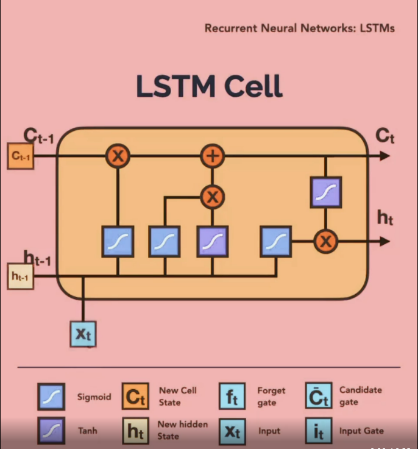 Recurrent Neural Networks: LSTMs
LSTM Cell
Ct-1
Ct-1
Ct
X
+
X
ht
X
ht-1
ht-1
Xt
Sigmoid
Ct
New Cell
State
ft
Forget
gate
C̄t
Candidate
gate
Tanh
ht
New hidden
State
Xt
Input
it
Input Gate